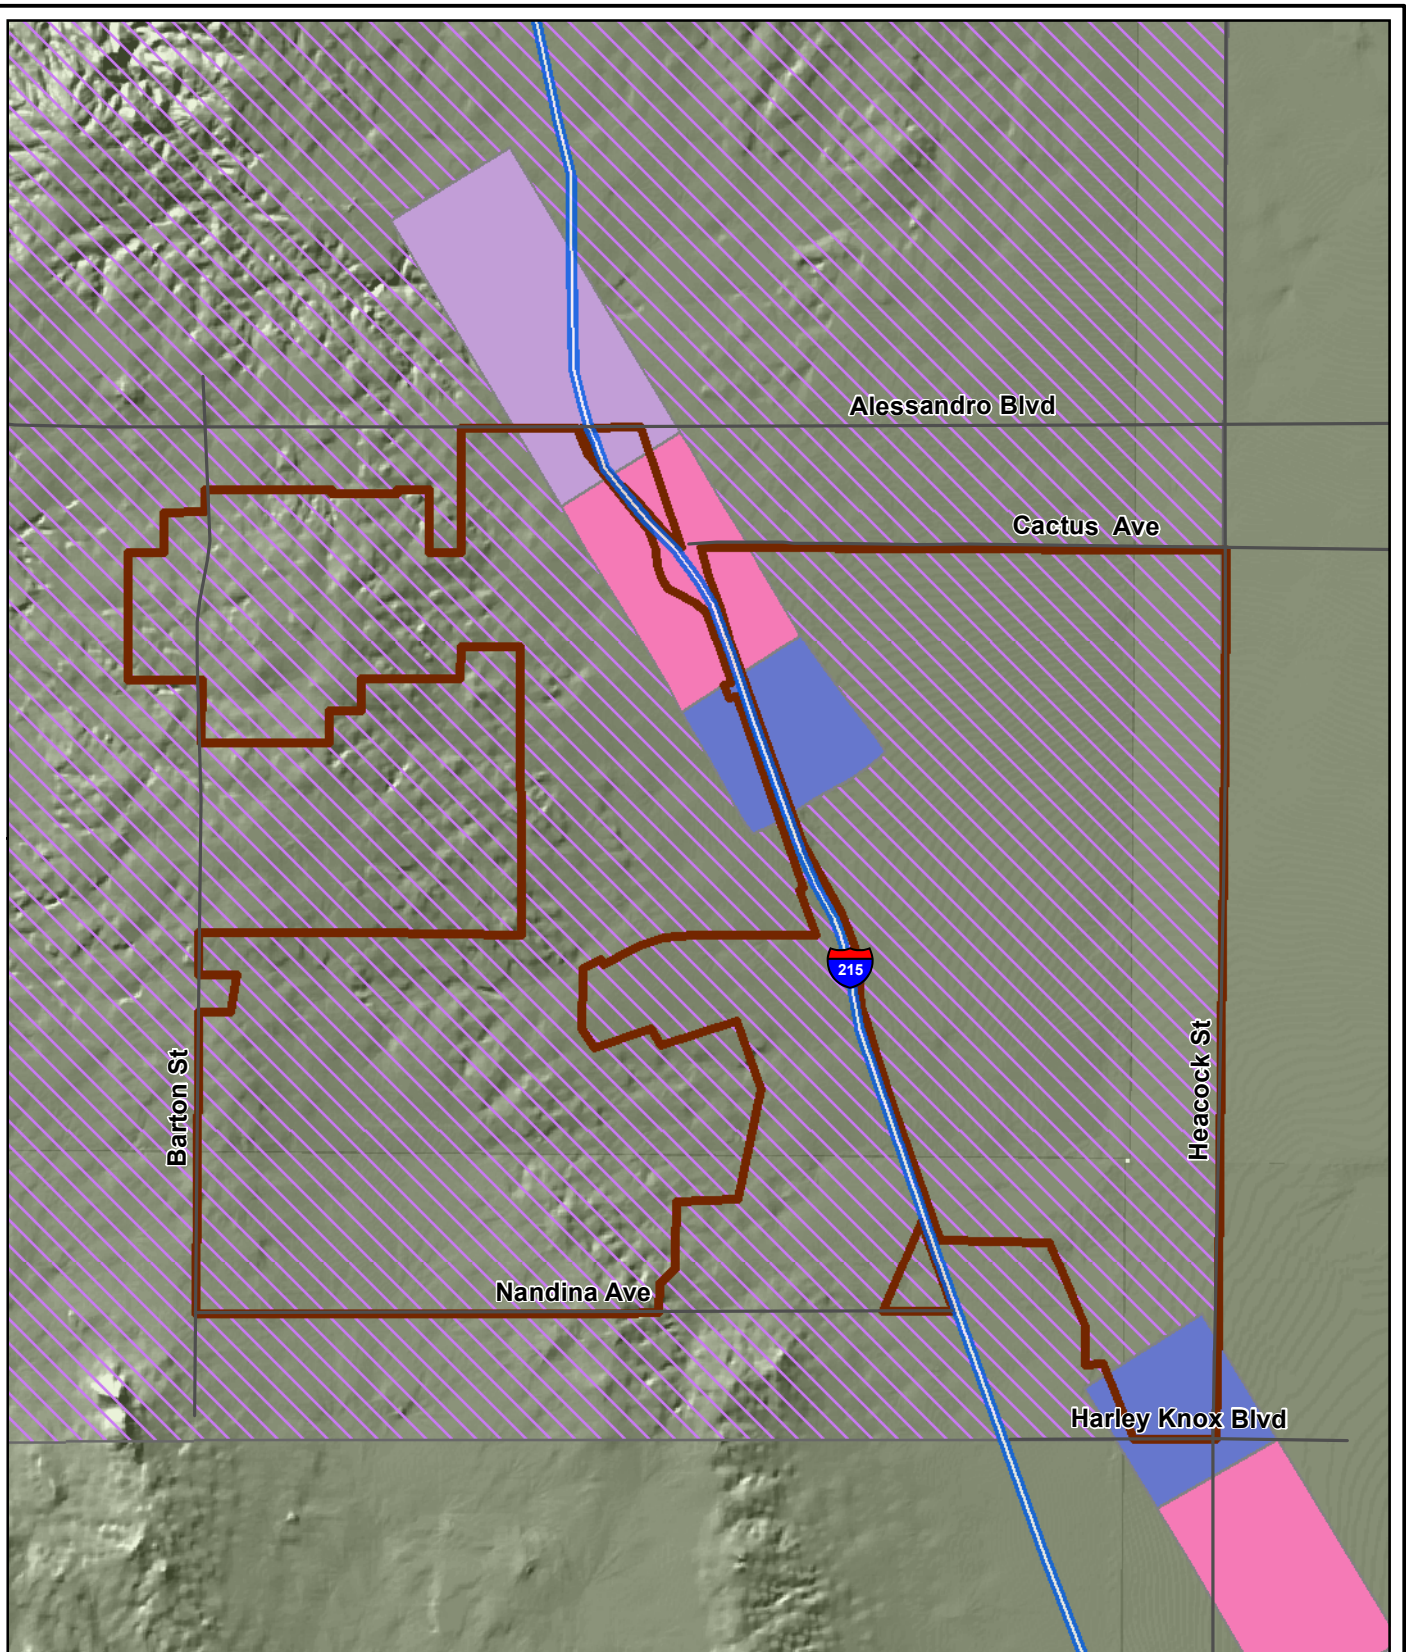 Alessandro Blvd
Cactus Ave
215
Barton St
Heacock St
Nandina Ave
Harley Knox Blvd